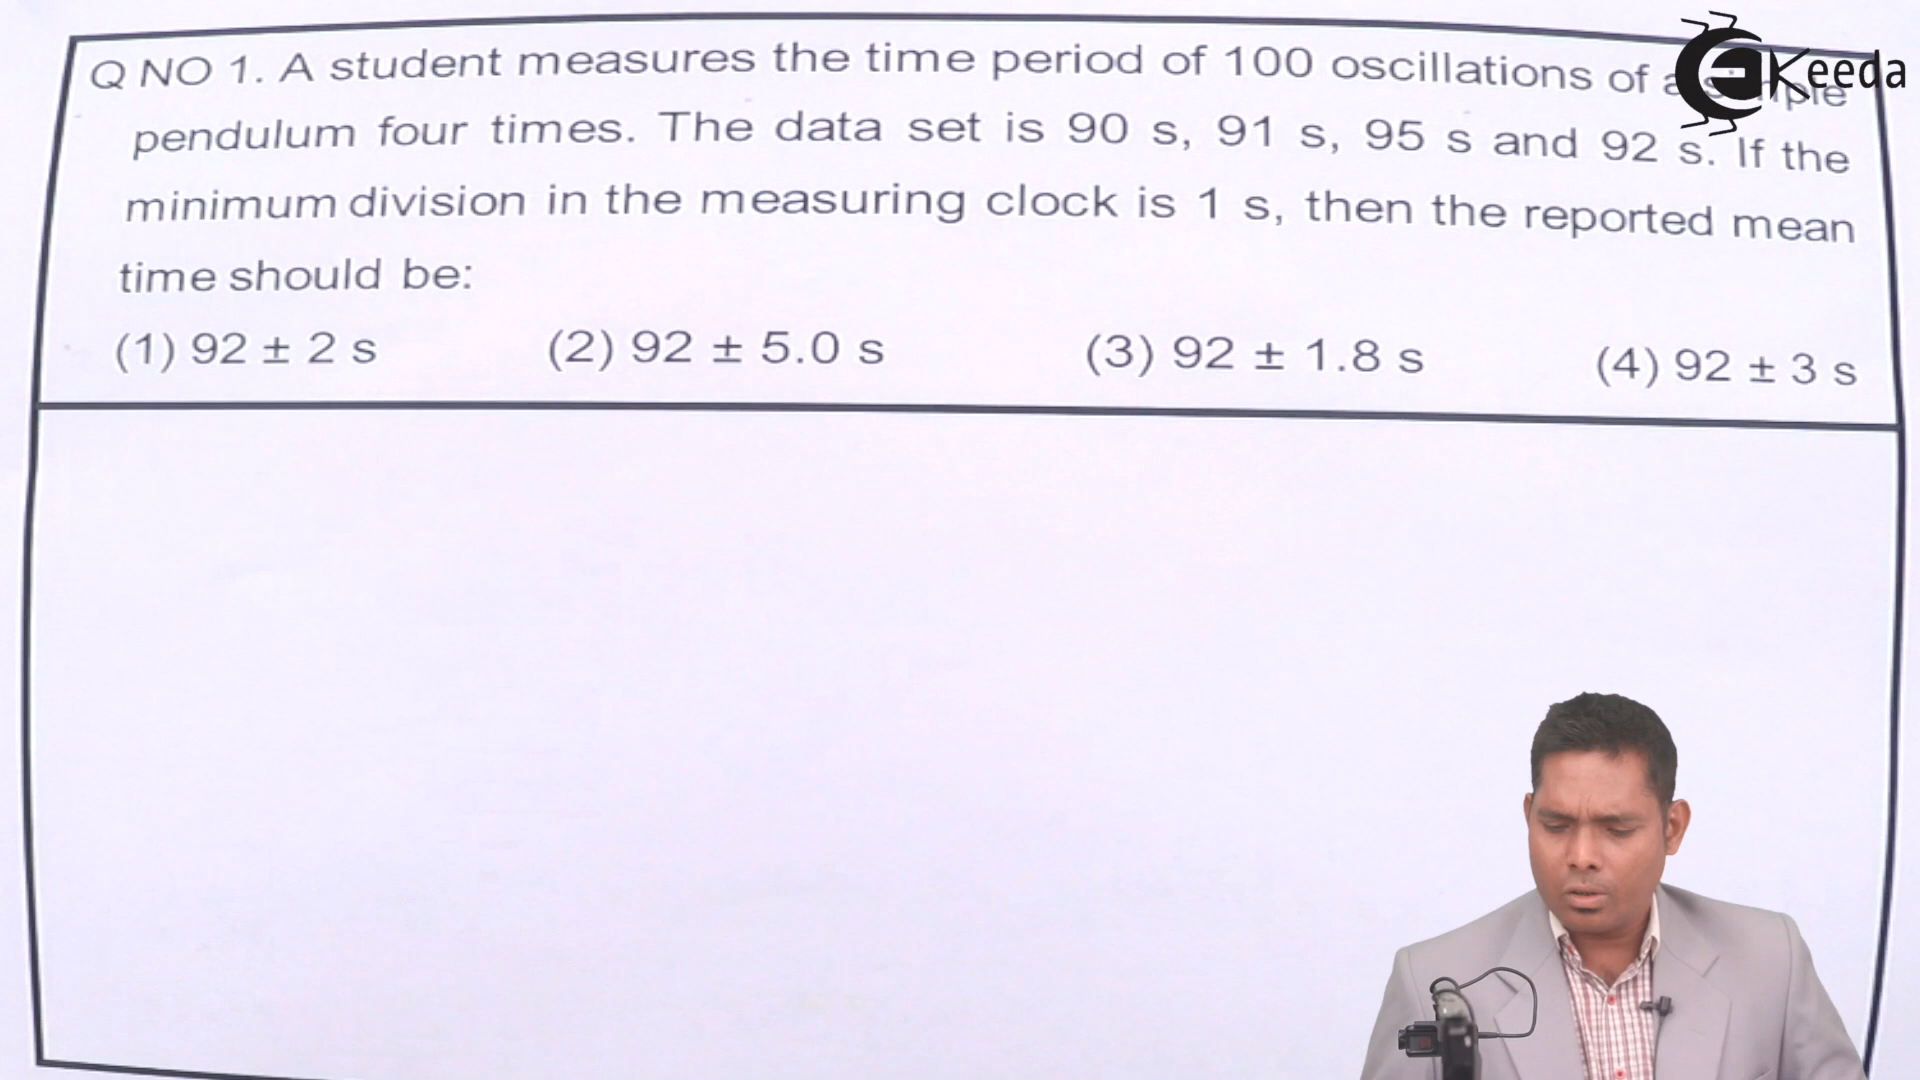 Q NO 1. A student measures the time period of 100 oscillations of a
pendulum four times. The data set is 90 s, 91 s, 95 s and 92 s. If the
minimum division in the measuring clock is 1 s, then the reported mean
time should be:
(1) 92 ± 2 s (2) 92 ± 5.0 s (3) 92 ± 1.8 s (4) 92 ± 3 s
Keeda